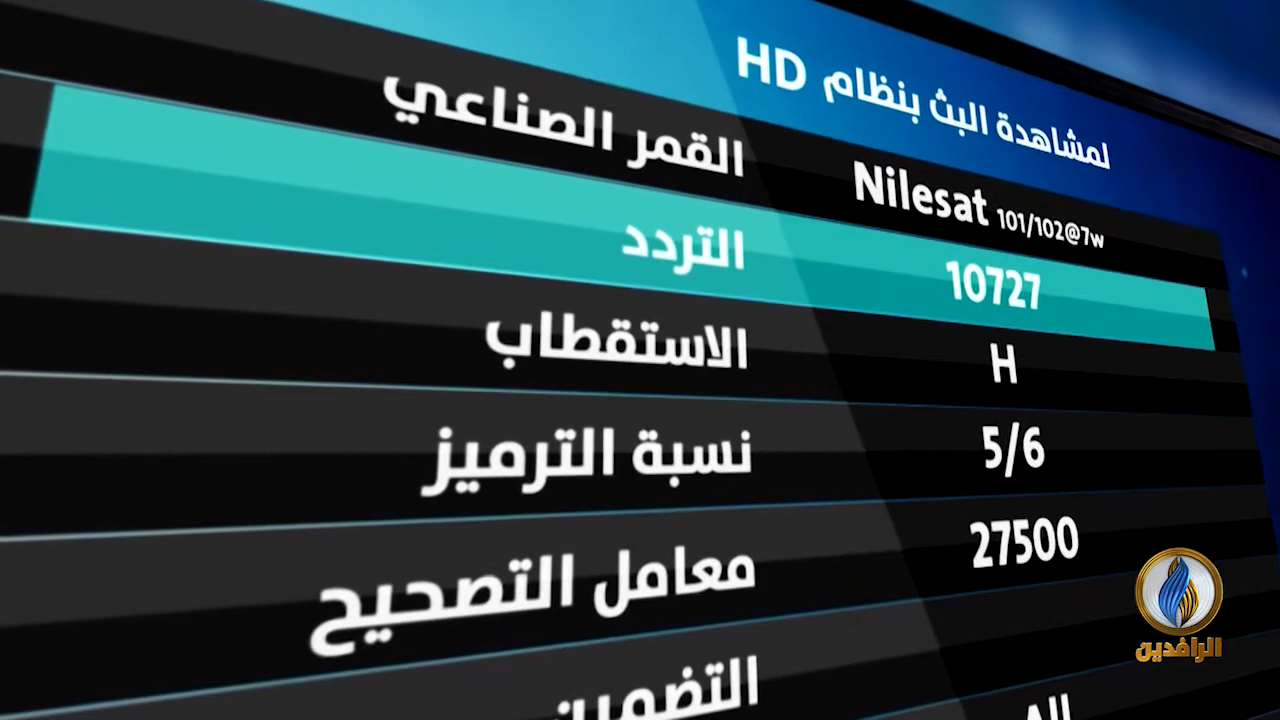 لمشاهدة البث بنظام HD
القمر الصناعي Nilesat 101/102@7w
التردد 10727
الاستقطاب H
نسبة الترميز 5/6
معامل التصحيح 27500
التضمين
الرافدين